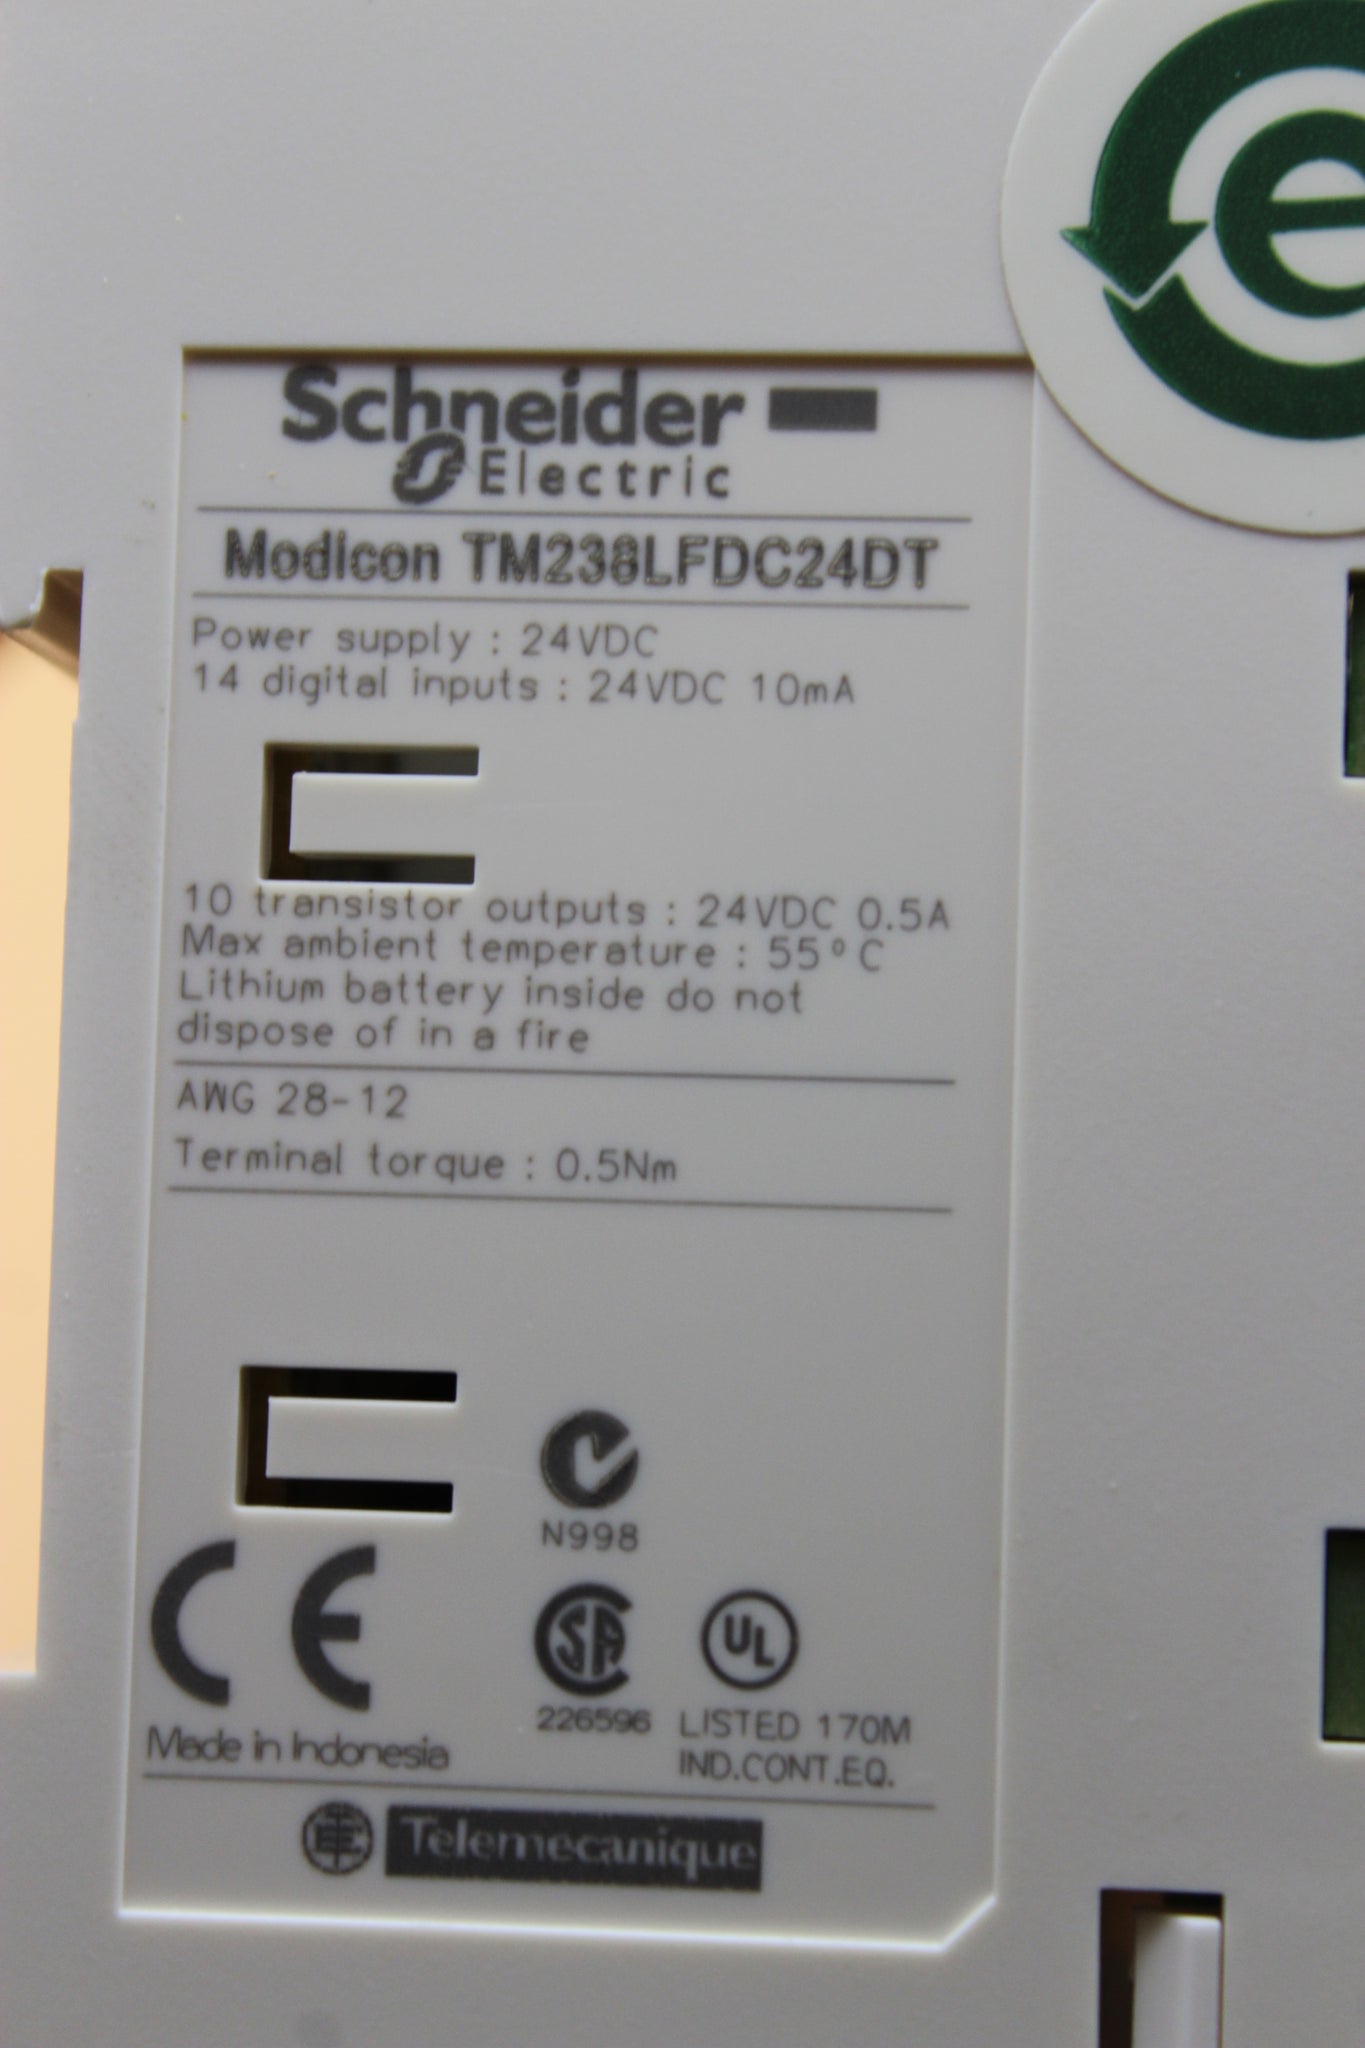 e
Schneider
Electric
Modicon TM238LFDC24DT
Power supply : 24VDC
14 digital inputs : 24VDC 10mA
10 transistor outputs : 24VDC 0.5A
Max ambient temperature : 55°C
Lithium battery inside do not
dispose of in a fire
AWG 28-12
Terminal torque : 0.5Nm
N998
CE
SA
UL
226596
LISTED 170M
IND.CONT.EQ.
Made in Indonesia
Telemecanique